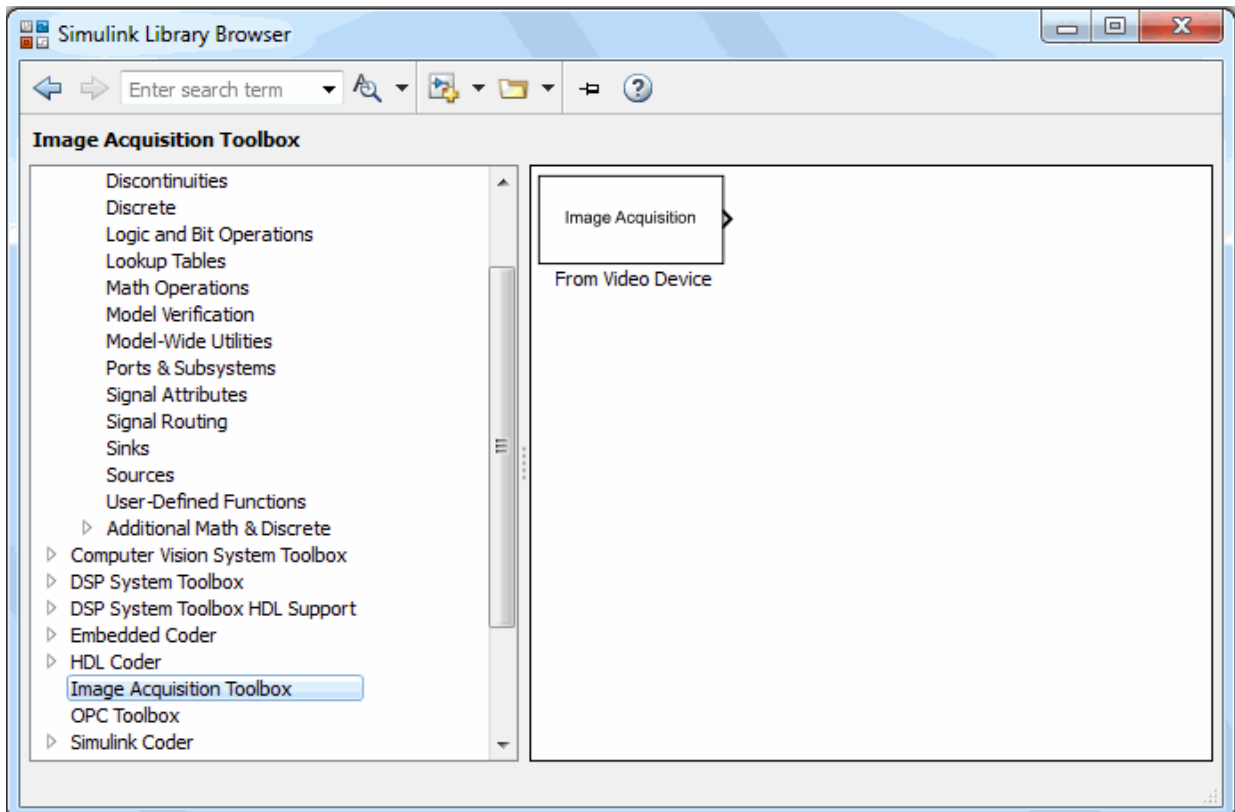 Simulink Library Browser
Enter search term
Image Acquisition Toolbox
Discontinuities
Discrete
Logic and Bit Operations
Lookup Tables
Math Operations
Model Verification
Model-Wide Utilities
Ports & Subsystems
Signal Attributes
Signal Routing
Sinks
Sources
User-Defined Functions
Additional Math & Discrete
Computer Vision System Toolbox
DSP System Toolbox
DSP System Toolbox HDL Support
Embedded Coder
HDL Coder
Image Acquisition Toolbox
OPC Toolbox
Simulink Coder
Image Acquisition
From Video Device